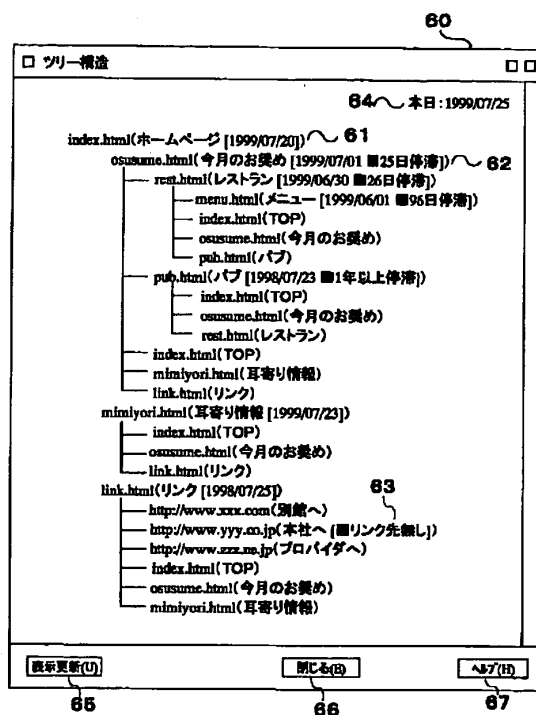 60
ツリー構造
64 本日:1999/07/25
index.html(ホームページ [1999/07/20]) 61
osusume.html(今月のお奨め [1999/07/01 ■25日停滞]) 62
rest.html(レストラン [1999/06/30 ■26日停滞])
menu.html(メニュー [1999/06/01 ■96日停滞])
index.html(TOP)
osusume.html(今月のお奨め)
pub.html(パブ)
pub.html(パブ [1998/07/23 ■1年以上停滞])
index.html(TOP)
osusume.html(今月のお奨め)
rest.html(レストラン)
index.html(TOP)
mimiyori.html(耳寄り情報)
link.html(リンク)
mimiyori.html(耳寄り情報 [1999/07/23])
index.html(TOP)
osusume.html(今月のお奨め)
link.html(リンク)
link.html(リンク [1998/07/25])
63
http://www.xxx.com(別館へ)
http://www.yyy.co.jp(本社へ [■リンク先無し])
http://www.zzz.ne.jp(プロバイダへ)
index.html(TOP)
osusume.html(今月のお奨め)
mimiyori.html(耳寄り情報)
表示更新(U) 閉じる(E) ヘルプ(H)
65 66 67